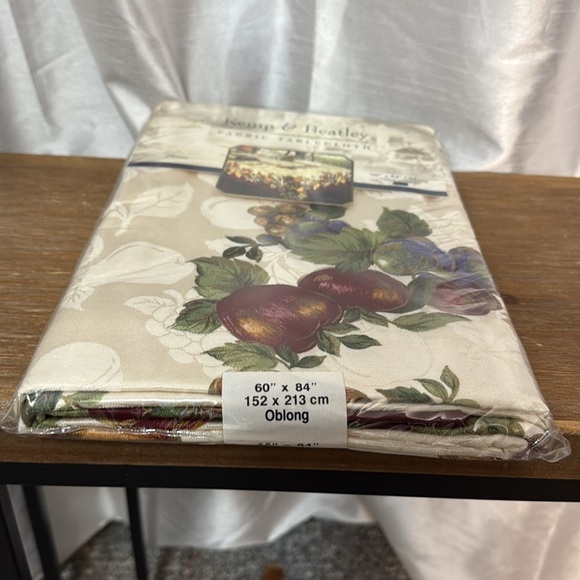 Kemp & Beatley
FABRIC TABLECLOTH
60" x 84"
152 x 213 cm
Oblong